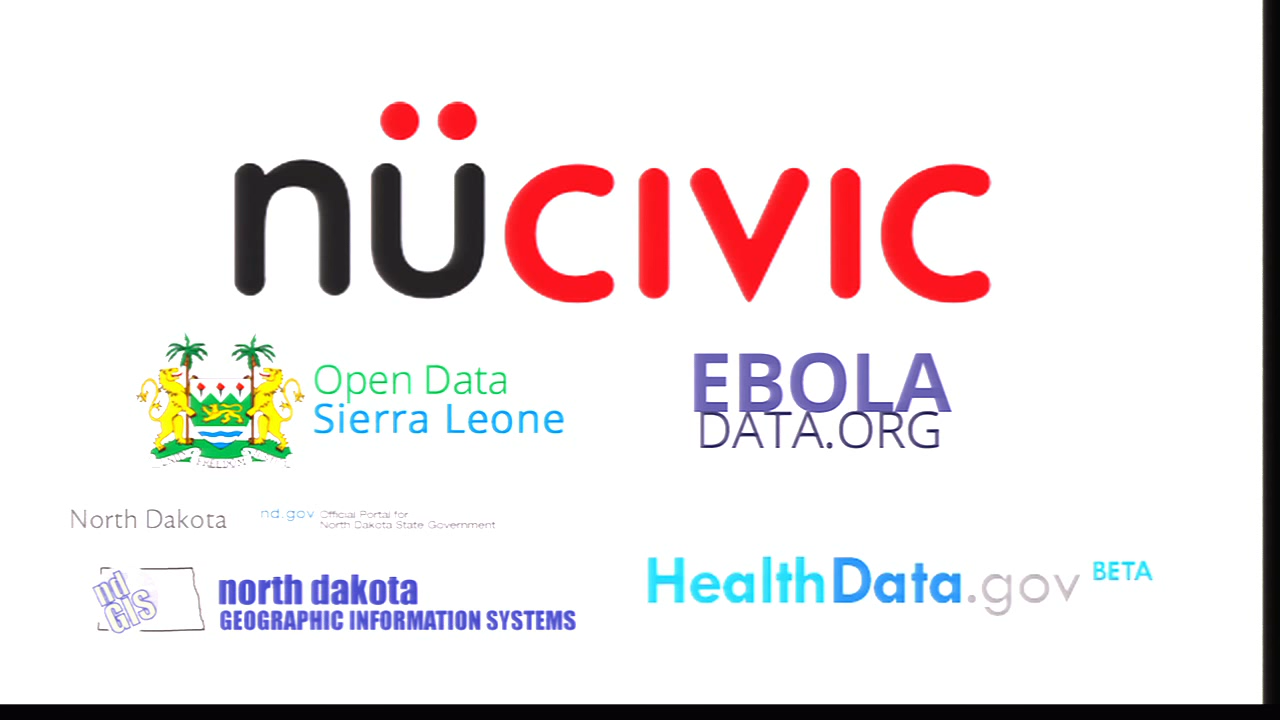 nüCIVIC
Open Data
Sierra Leone
EBOLA
DATA.ORG
North Dakota
nd.gov Official Portal for
North Dakota State Government
nd
GIS
north dakota
GEOGRAPHIC INFORMATION SYSTEMS
HealthData.gov BETA